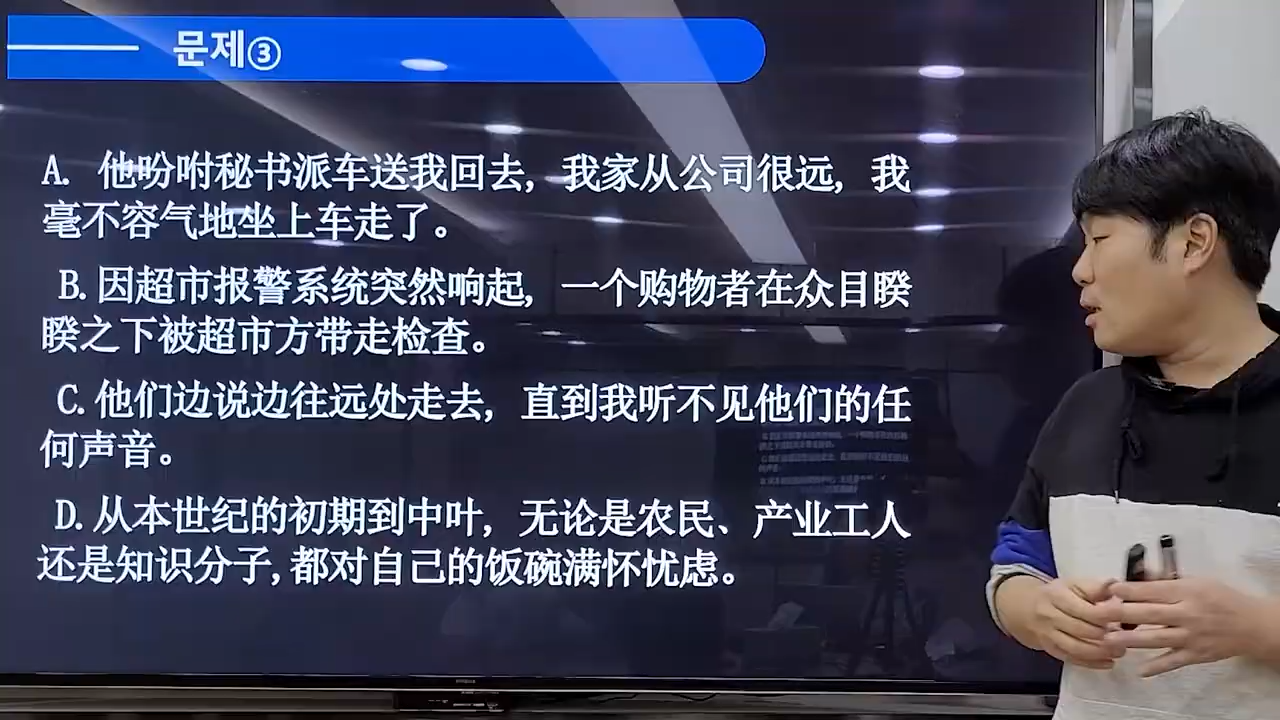 문제③
A. 他吩咐秘书派车送我回去, 我家从公司很远, 我
毫不容气地坐上车走了。
B. 因超市报警系统突然响起, 一个购物者在众目睽
睽之下被超市方带走检查。
C. 他们边说边往远处走去, 直到我听不见他们的任
何声音。
D. 从本世纪的初期到中叶, 无论是农民、产业工人
还是知识分子, 都对自己的饭碗满怀忧虑。